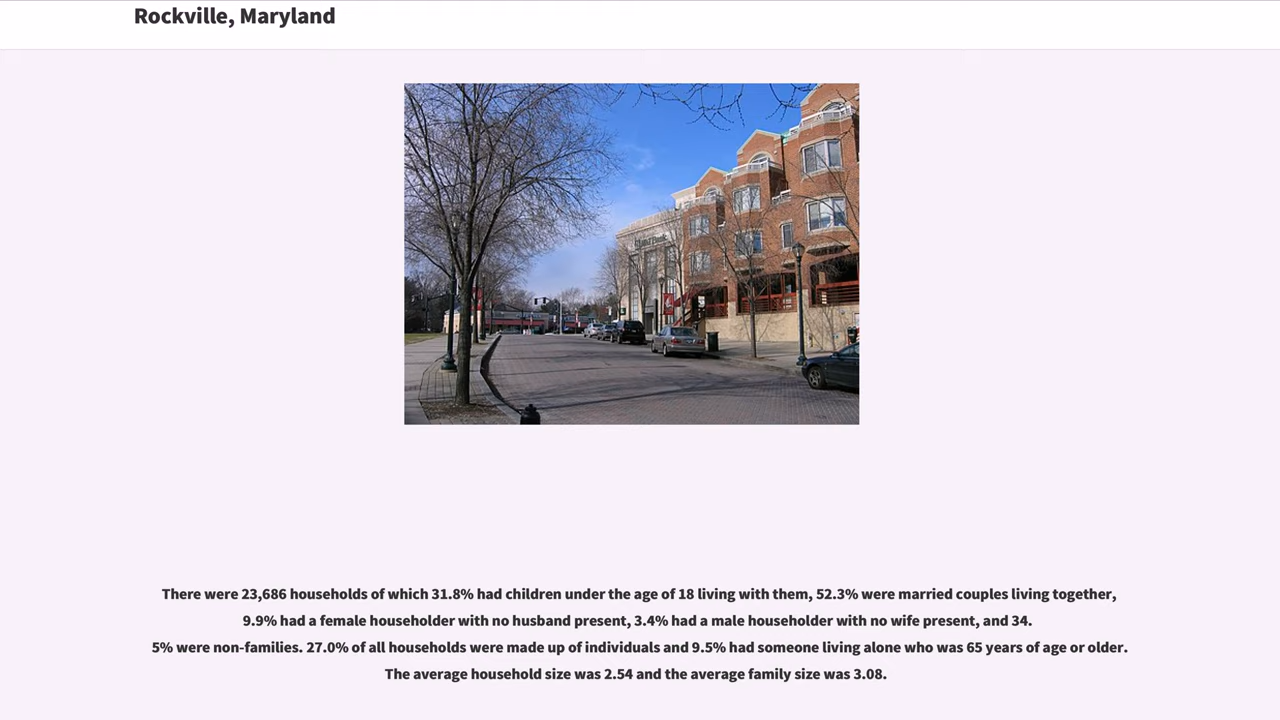 Rockville, Maryland
There were 23,686 households of which 31.8% had children under the age of 18 living with them, 52.3% were married couples living together,
9.9% had a female householder with no husband present, 3.4% had a male householder with no wife present, and 34.
5% were non-families. 27.0% of all households were made up of individuals and 9.5% had someone living alone who was 65 years of age or older.
The average household size was 2.54 and the average family size was 3.08.